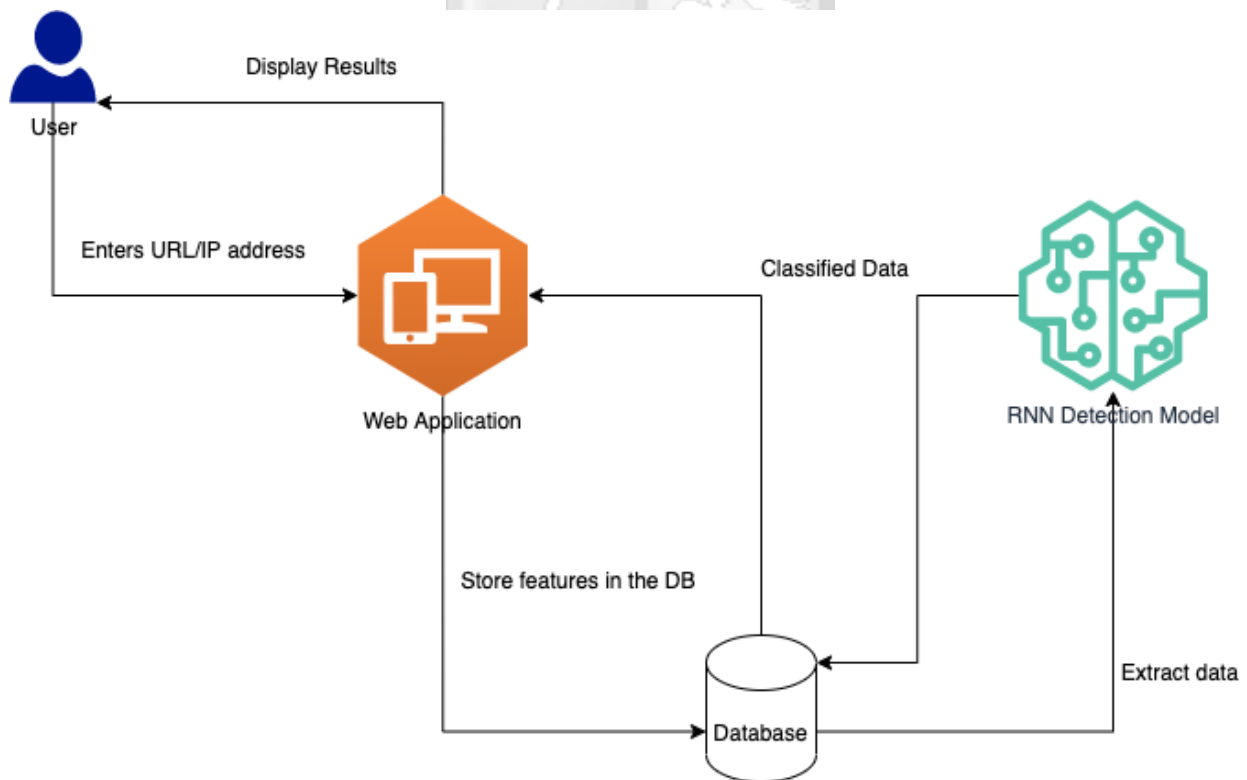 Display Results
User
Enters URL/IP address
Classified Data
Web Application
RNN Detection Model
Store features in the DB
Extract data
Database